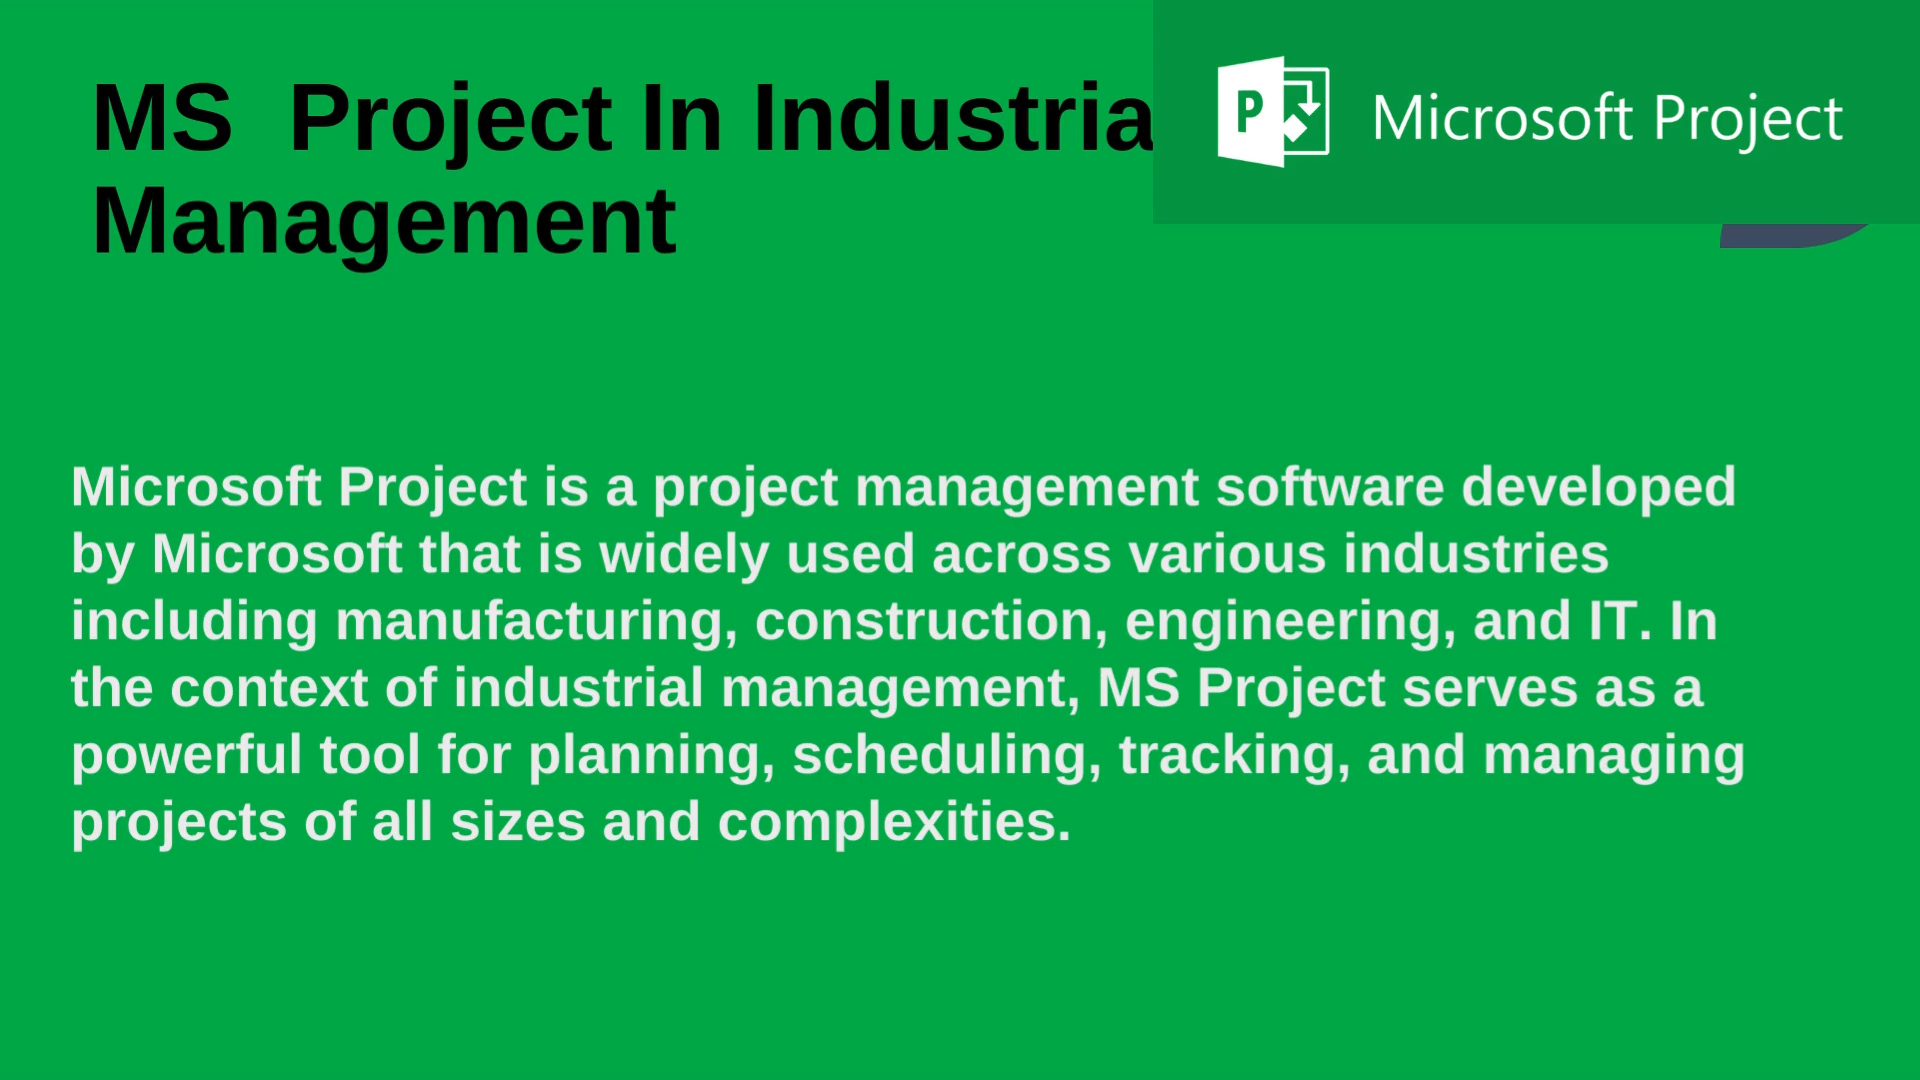 MS  Project In Industria
Management
P
Microsoft Project
Microsoft Project is a project management software developed
by Microsoft that is widely used across various industries
including manufacturing, construction, engineering, and IT. In
the context of industrial management, MS Project serves as a
powerful tool for planning, scheduling, tracking, and managing
projects of all sizes and complexities.